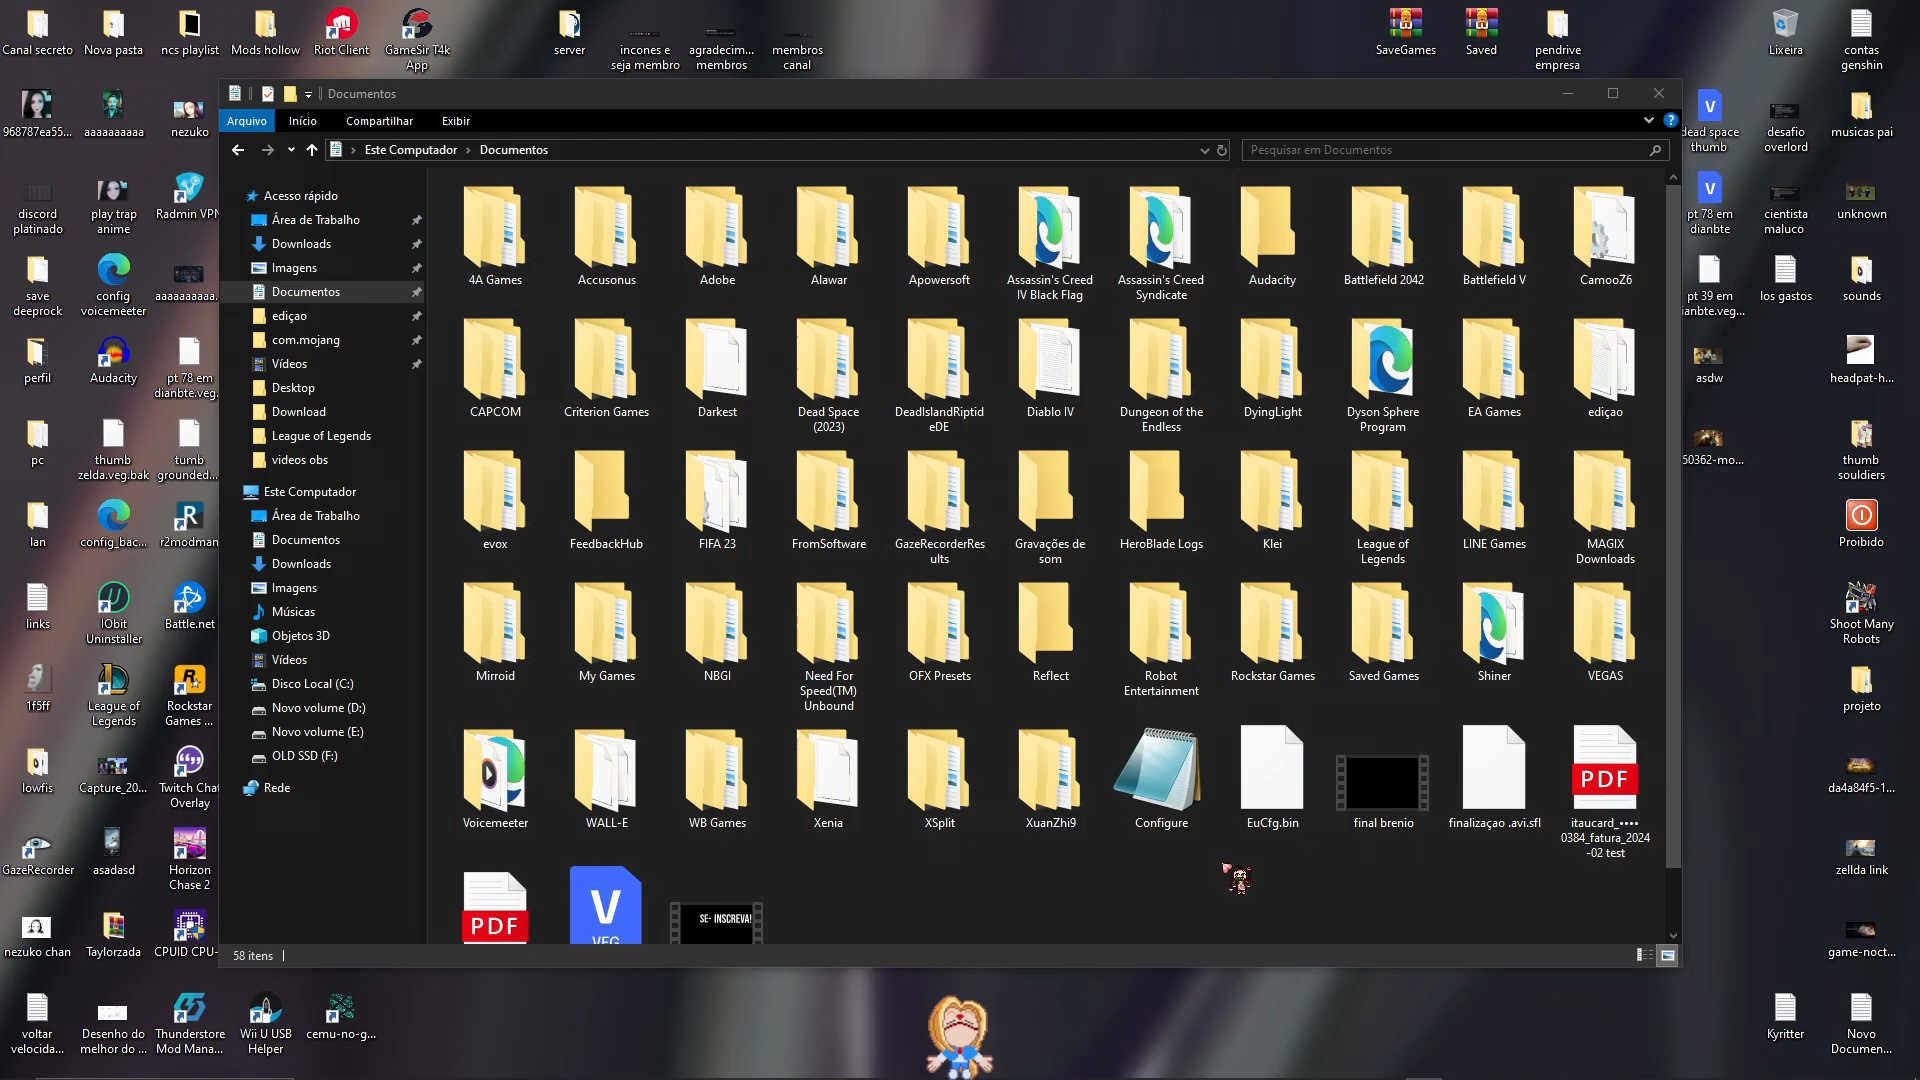 Canal secreto
Nova pasta
ncs playlist
Mods hollow
Riot Client
GameSir T4k
App
server
incones e
seja membro
agradecim...
membros
membros
canal
SaveGames
Saved
pendrive
empresa
Lixeira
contas
genshin
968787ea55...
aaaaaaaaaa
nezuko
discord
platinado
play trap
anime
Radmin VPN
save
deeprock
config
voicemeeter
aaaaaaaaaa.
perfil
Audacity
pt 78 em
dianbte.veg.
pc
thumb
zelda.veg.bak
tumb
grounded...
lan
config_bac...
r2modman
links
IObit
Uninstaller
Battle.net
1f5ff
League of
Legends
Rockstar
Games ...
lowfis
Capture_20...
Twitch Chat
Overlay
GazeRecorder
asadasd
Horizon
Chase 2
nezuko chan
Taylorzada
CPUID CPU-
voltar
velocida...
Desenho do
melhor do ...
Thunderstore
Mod Mana...
Wii U USB
Helper
cemu-no-g...
Documentos
Arquivo
Início
Compartilhar
Exibir
Este Computador
Documentos
Pesquisar em Documentos
Acesso rápido
Área de Trabalho
Downloads
Imagens
Documentos
ediçao
com.mojang
Vídeos
Desktop
Download
League of Legends
videos obs
Este Computador
Área de Trabalho
Documentos
Downloads
Imagens
Músicas
Objetos 3D
Vídeos
Disco Local (C:)
Novo volume (D:)
Novo volume (E:)
OLD SSD (F:)
Rede
4A Games
Accusonus
Adobe
Alawar
Apowersoft
Assassin's Creed
IV Black Flag
Assassin's Creed
Syndicate
Audacity
Battlefield 2042
Battlefield V
CamooZ6
CAPCOM
Criterion Games
Darkest
Dead Space
(2023)
DeadIslandRiptid
eDE
Diablo IV
Dungeon of the
Endless
DyingLight
Dyson Sphere
Program
EA Games
ediçao
evox
FeedbackHub
FIFA 23
FromSoftware
GazeRecorderRes
ults
Gravações de
som
HeroBlade Logs
Klei
League of
Legends
LINE Games
MAGIX
Downloads
Mirroid
My Games
NBGI
Need For
Speed(TM)
Unbound
OFX Presets
Reflect
Robot
Entertainment
Rockstar Games
Saved Games
Shiner
VEGAS
Voicemeeter
WALL-E
WB Games
Xenia
XSplit
XuanZhi9
Configure
EuCfg.bin
final brenio
finalizaçao .avi.sfl
PDF
itaucard_••••
0384_fatura_2024
-02 test
PDF
V
VEG
SE- INSCREVA!
58 itens
V
dead space
thumb
desafio
overlord
musicas pai
V
pt 78 em
dianbte
cientista
maluco
unknown
pt 39 em
dianbte.veg...
los gastos
sounds
asdw
headpat-h...
50362-mo...
thumb
souldiers
Proibido
Shoot Many
Robots
projeto
da4a84f5-1...
zellda link
game-noct...
Kyritter
Novo
Documen...